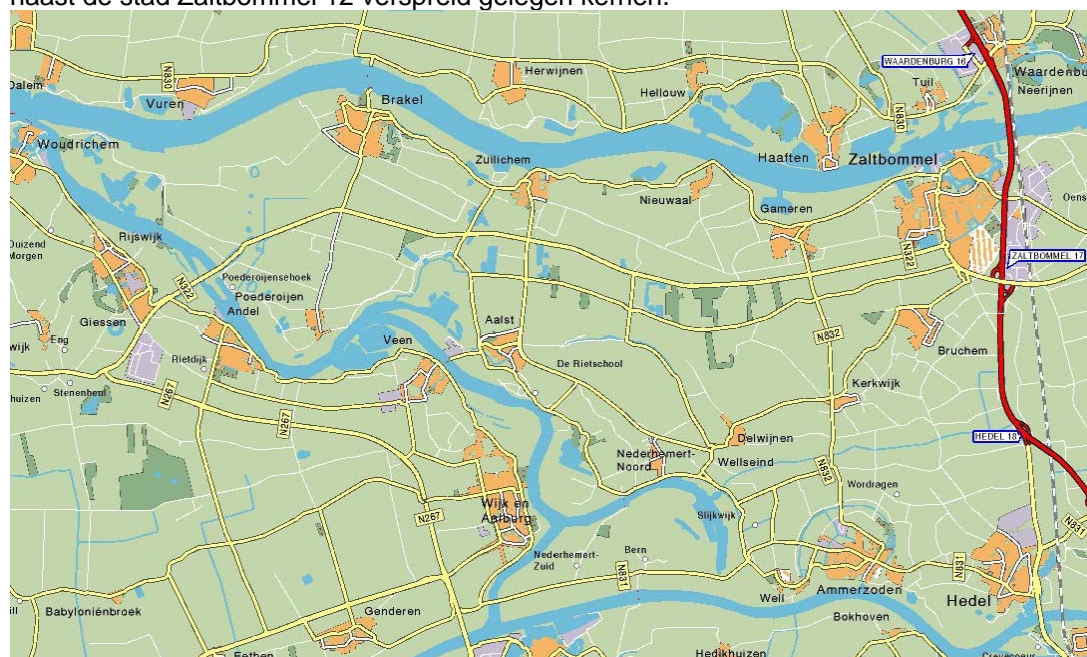 naast de stad Zaltbommel 12 verspreid gelegen kernen.
WAARDENBURG 16
Dalem
N830
Herwijnen
Waardenbu
Vuren
Hellouw
Tuil
Neerijnen
Brakel
N830
Woudrichem
Zuilichem
Haaften
Zaltbommel
Nieuwaal
Gameren
Oens
Rijswijk
Duizend
Morgen
N322
ZALTBOMMEL 17
Poederoijensehoek
N322
Poederoijen
Andel
Giessen
Aalst
N832
wijk
Eng
Veen
Bruchem
Rietdijk
De Rietschool
Kerkwijk
huizen
Stenenheul
N267
N267
Delwijnen
HEDEL 18
Nederhemert-
Noord
Wellseind
N832
Wordragen
Wijk en
Aalburg
N267
Slijkwijk
N831
Nederhemert-
Zuid
Bern
N831
N831
Well
Ammerzoden
Babyloniënbroek
Genderen
Hedel
Bokhoven
Eethen
Hedikhuizen
Crevecoeur